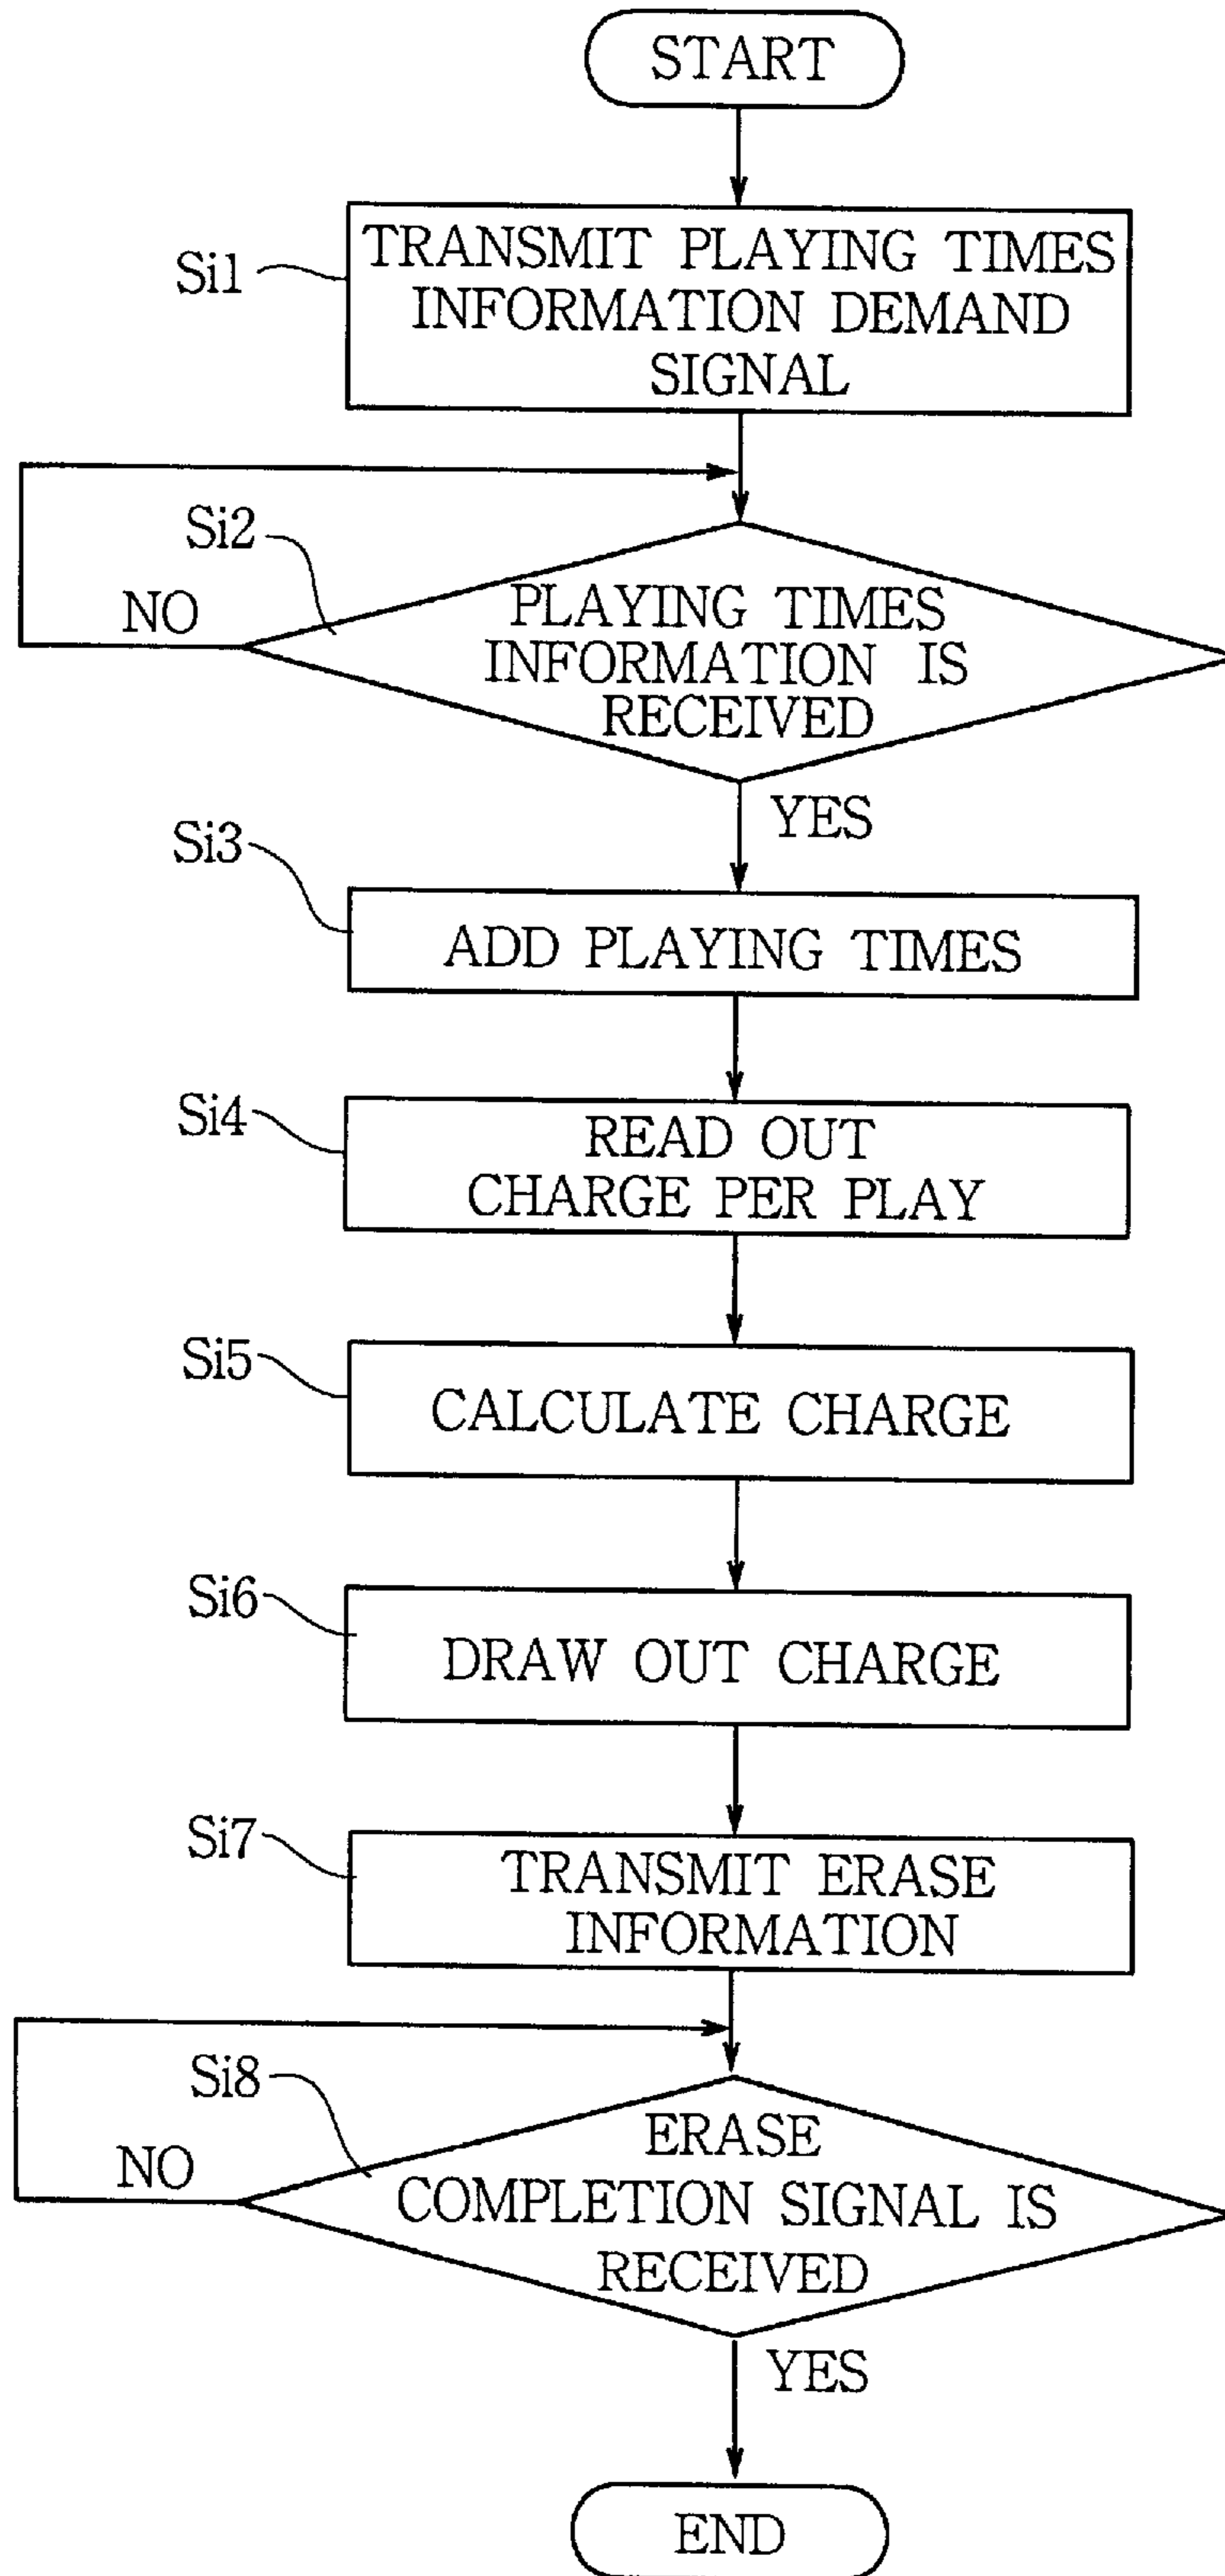 START
Si1
TRANSMIT PLAYING TIMES
INFORMATION DEMAND
SIGNAL
Si2
NO
PLAYING TIMES
INFORMATION IS
RECEIVED
YES
Si3
ADD PLAYING TIMES
Si4
READ OUT
CHARGE PER PLAY
Si5
CALCULATE CHARGE
Si6
DRAW OUT CHARGE
Si7
TRANSMIT ERASE
INFORMATION
Si8
NO
ERASE
COMPLETION SIGNAL IS
RECEIVED
YES
END